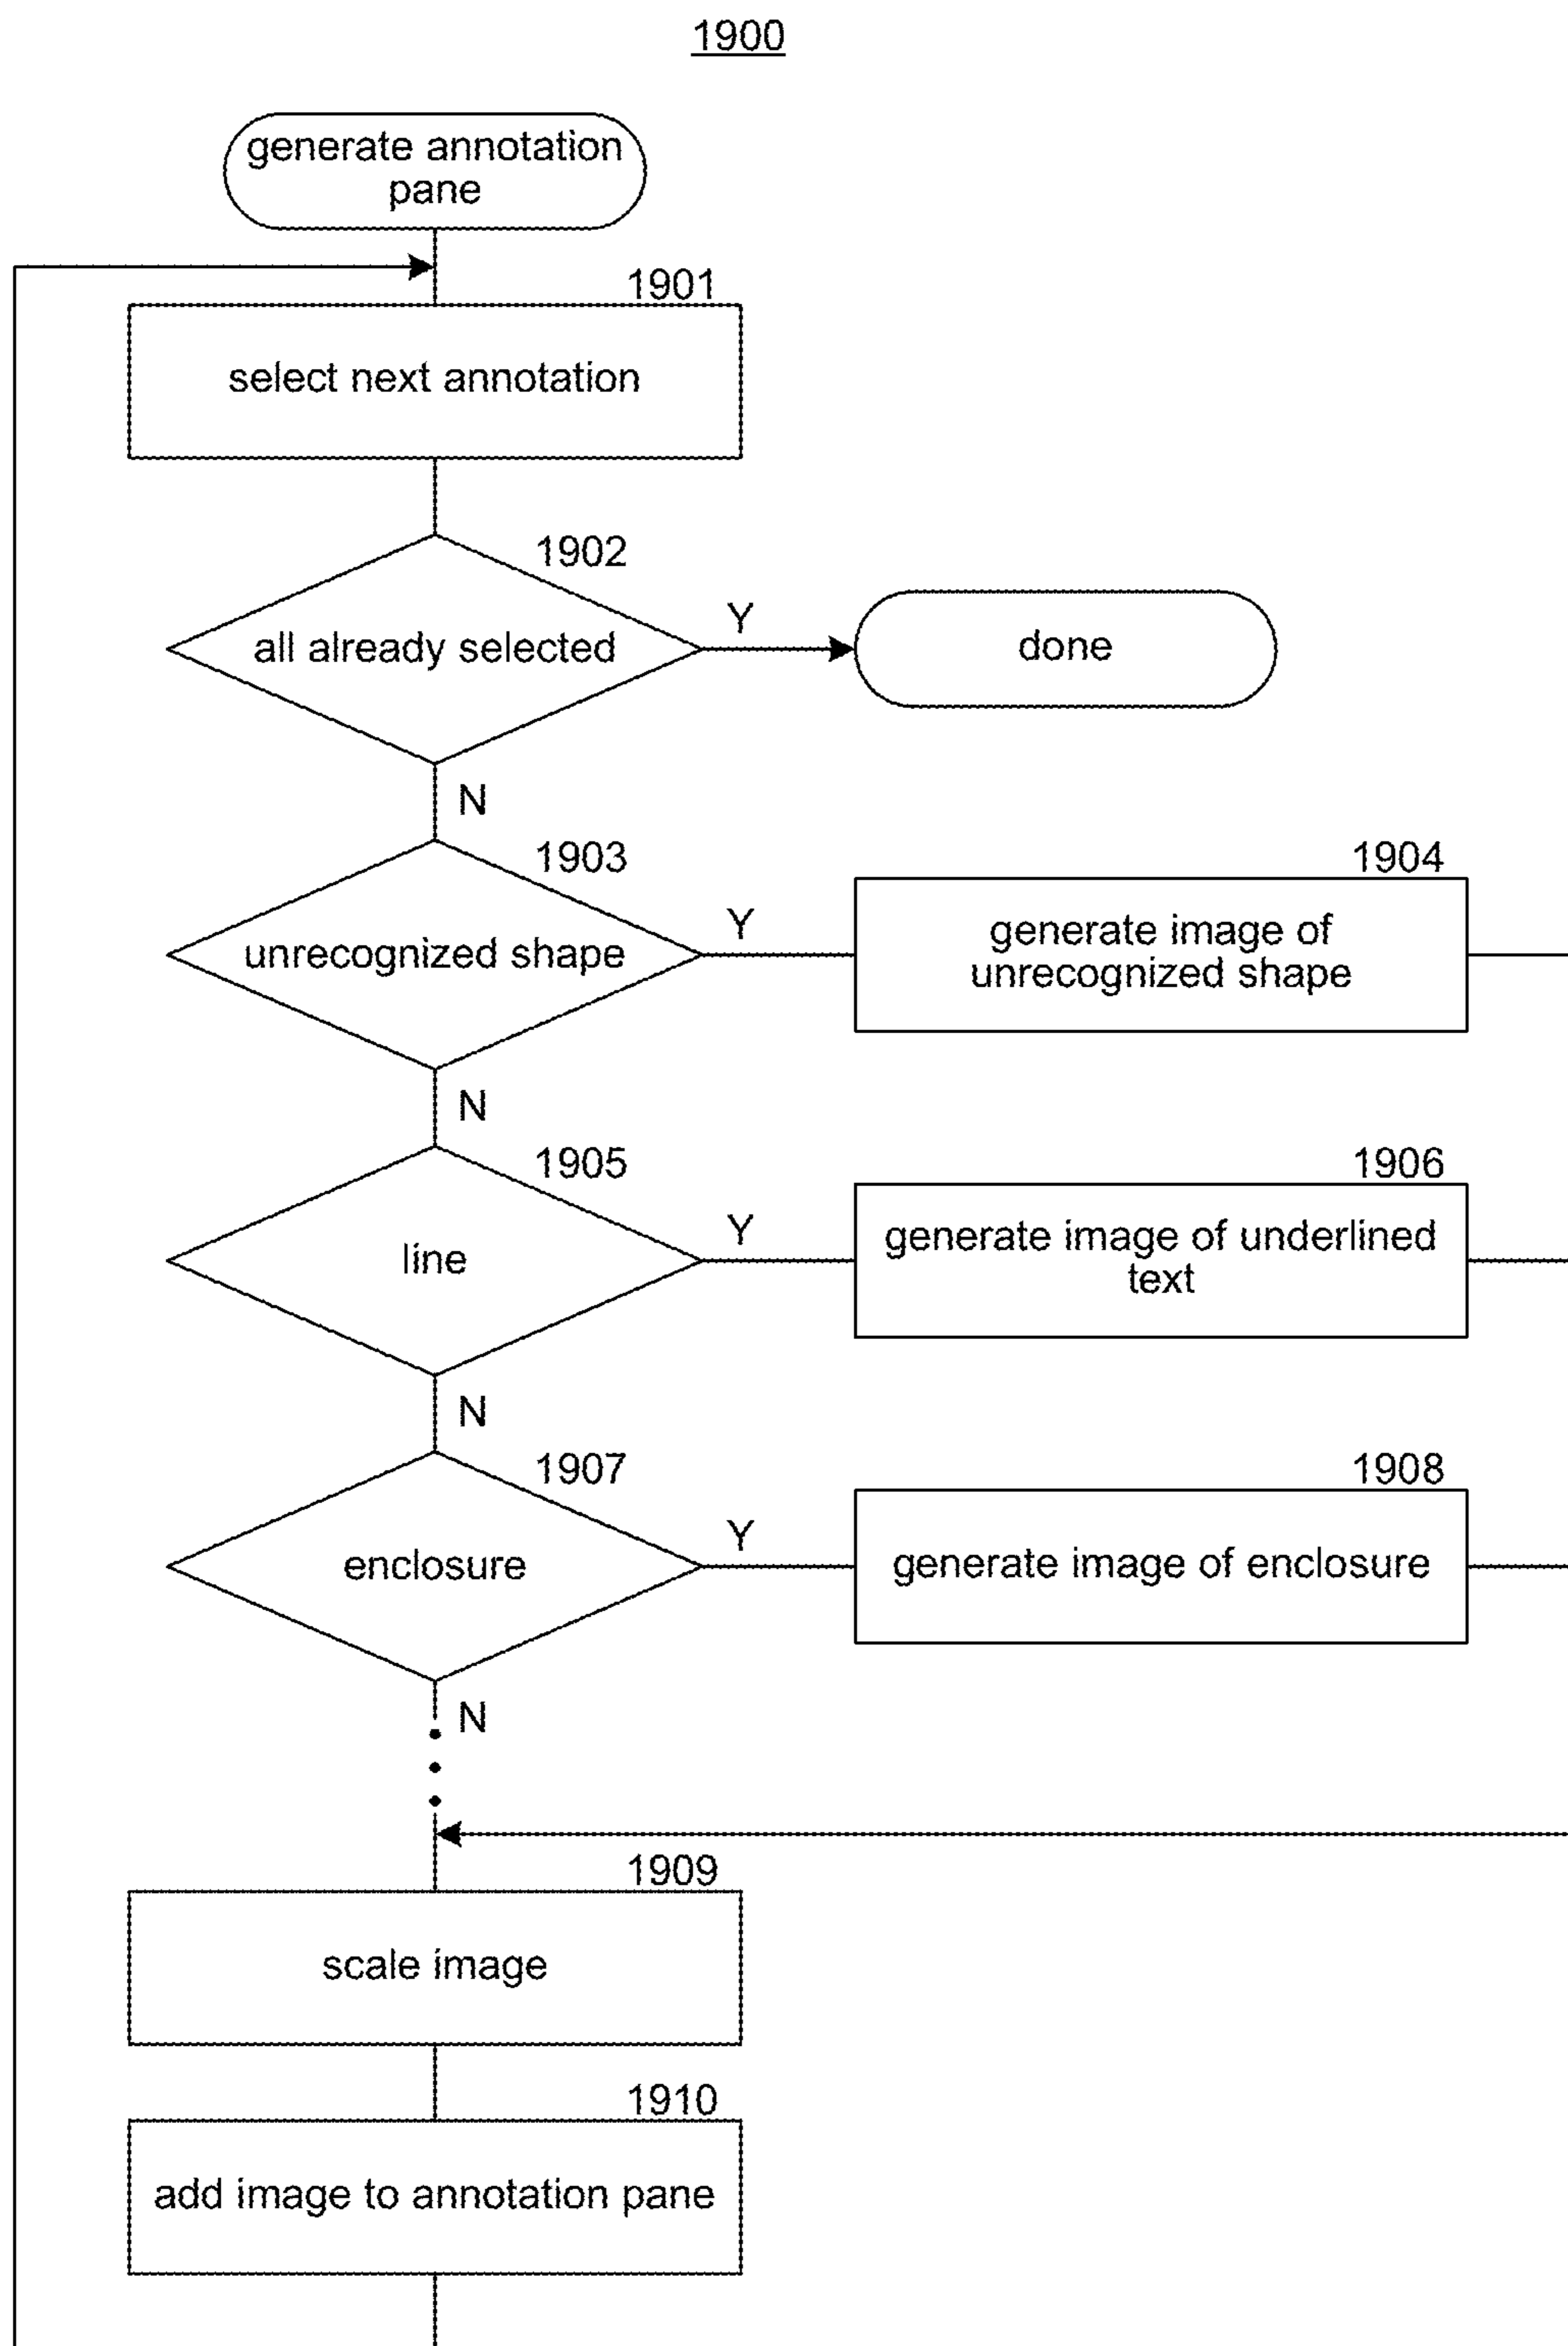 1900
generate annotation
pane
1901
select next annotation
1902
all already selected
Y
done
N
1903
unrecognized shape
Y
1904
generate image of
unrecognized shape
N
1905
line
Y
1906
generate image of underlined
text
N
1907
enclosure
Y
1908
generate image of enclosure
N
1909
scale image
1910
add image to annotation pane